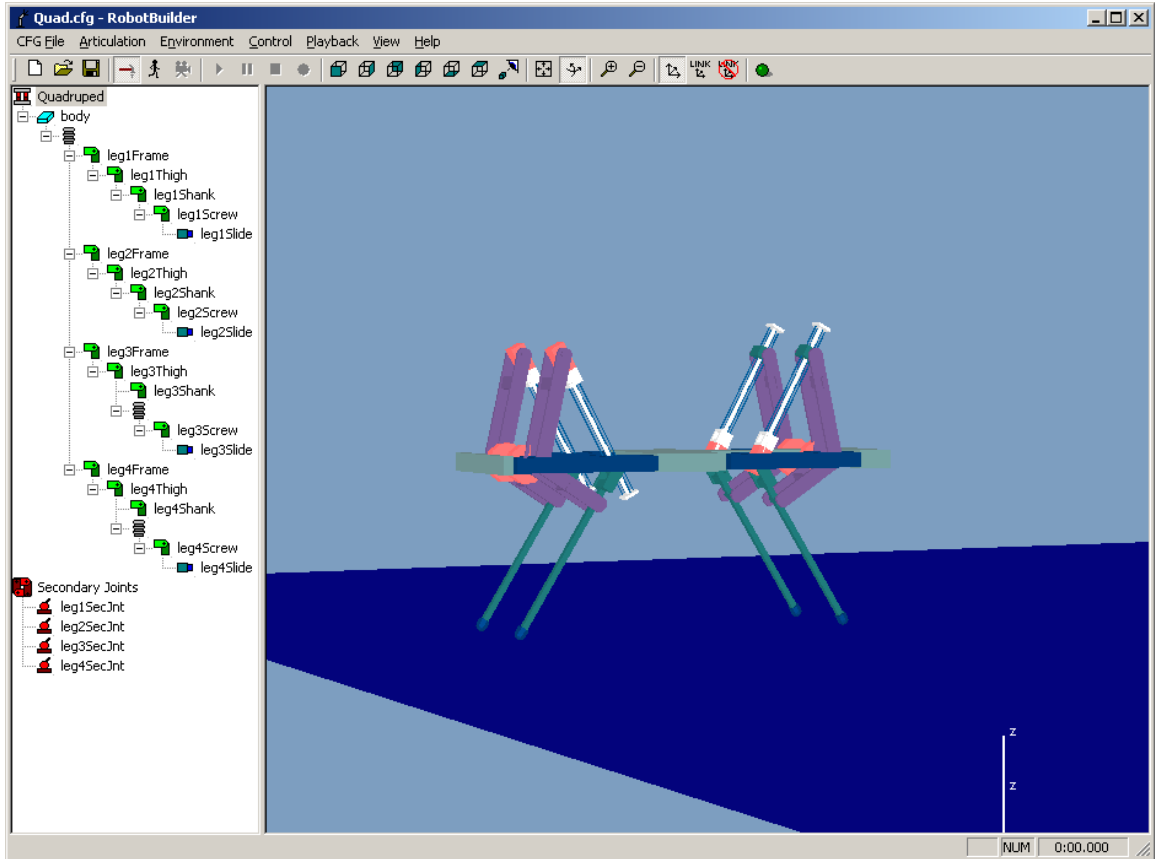 Quad.cfg - RobotBuilder
CFG File Articulation Environment Control Playback View Help
LINK LINK
Quadruped
body
leg1Frame
leg1Thigh
leg1Shank
leg1Screw
leg1Slide
leg2Frame
leg2Thigh
leg2Shank
leg2Screw
leg2Slide
leg3Frame
leg3Thigh
leg3Shank
leg3Screw
leg3Slide
leg4Frame
leg4Thigh
leg4Shank
leg4Screw
leg4Slide
Secondary Joints
leg1SecJnt
leg2SecJnt
leg3SecJnt
leg4SecJnt
z
z
NUM 0:00.000